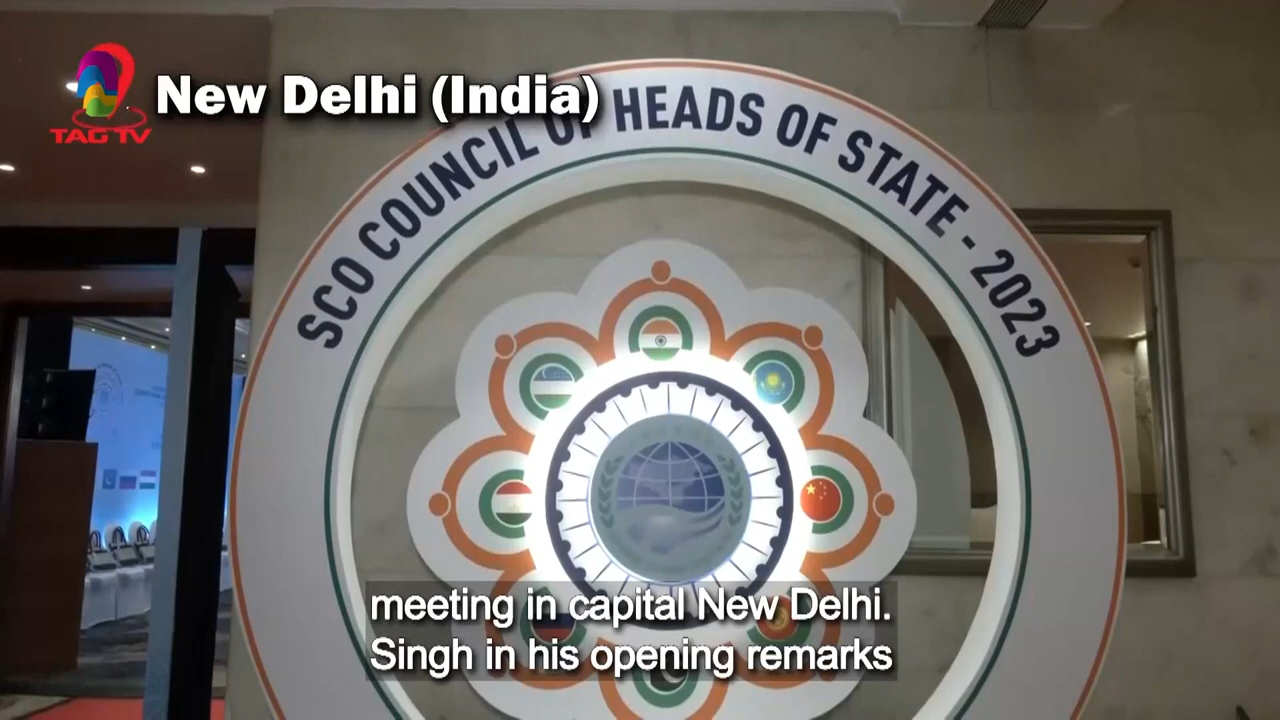 TAG TV
New Delhi (India)
SCO COUNCIL OF HEADS OF STATE - 2023
meeting in capital New Delhi.
Singh in his opening remarks